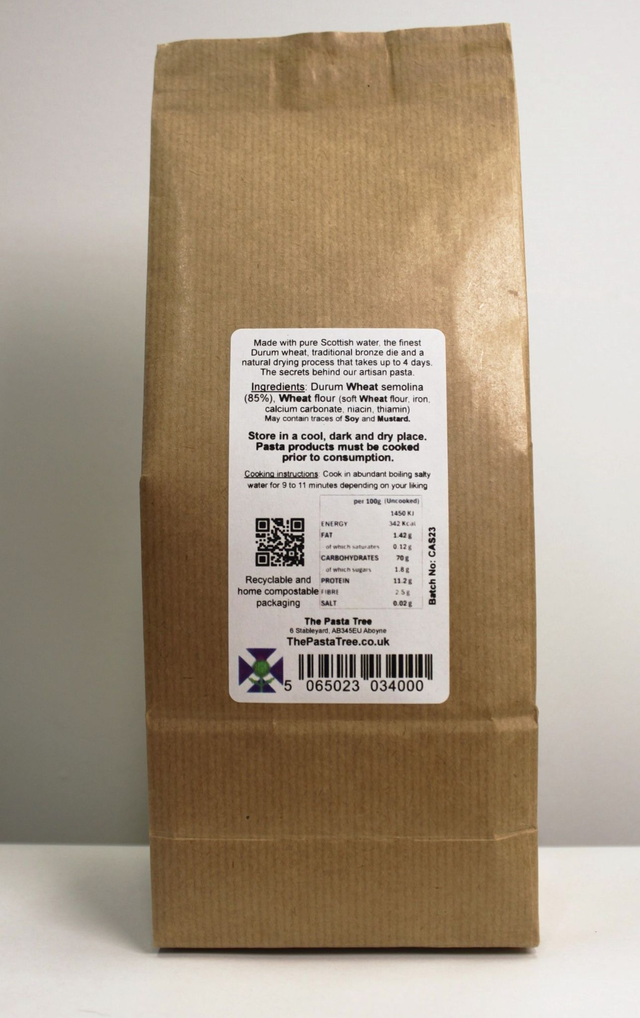 Made with pure Scottish water, the finest
Durum wheat, traditional bronze die and a
natural drying process that takes up to 4 days.
The secrets behind our artisan pasta.
Ingredients: Durum Wheat semolina
(85%), Wheat flour (soft Wheat flour, iron,
calcium carbonate, niacin, thiamin)
May contain traces of Soy and Mustard.
Store in a cool, dark and dry place.
Pasta products must be cooked
prior to consumption.
Cooking instructions: Cook in abundant boiling salty
water for 9 to 11 minutes depending on your liking
per 100g (Uncooked)
1450 KJ
ENERGY 342 Kcal
FAT 1.42 g
of which saturates 0.12 g
CARBOHYDRATES 70 g
of which sugars 1.8 g
PROTEIN 11.2 g
FIBRE 2.5 g
SALT 0.02 g
Batch No: CAS23
Recyclable and
home compostable
packaging
The Pasta Tree
6 Stableyard, AB345EU Aboyne
ThePastaTree.co.uk
5 065023 034000